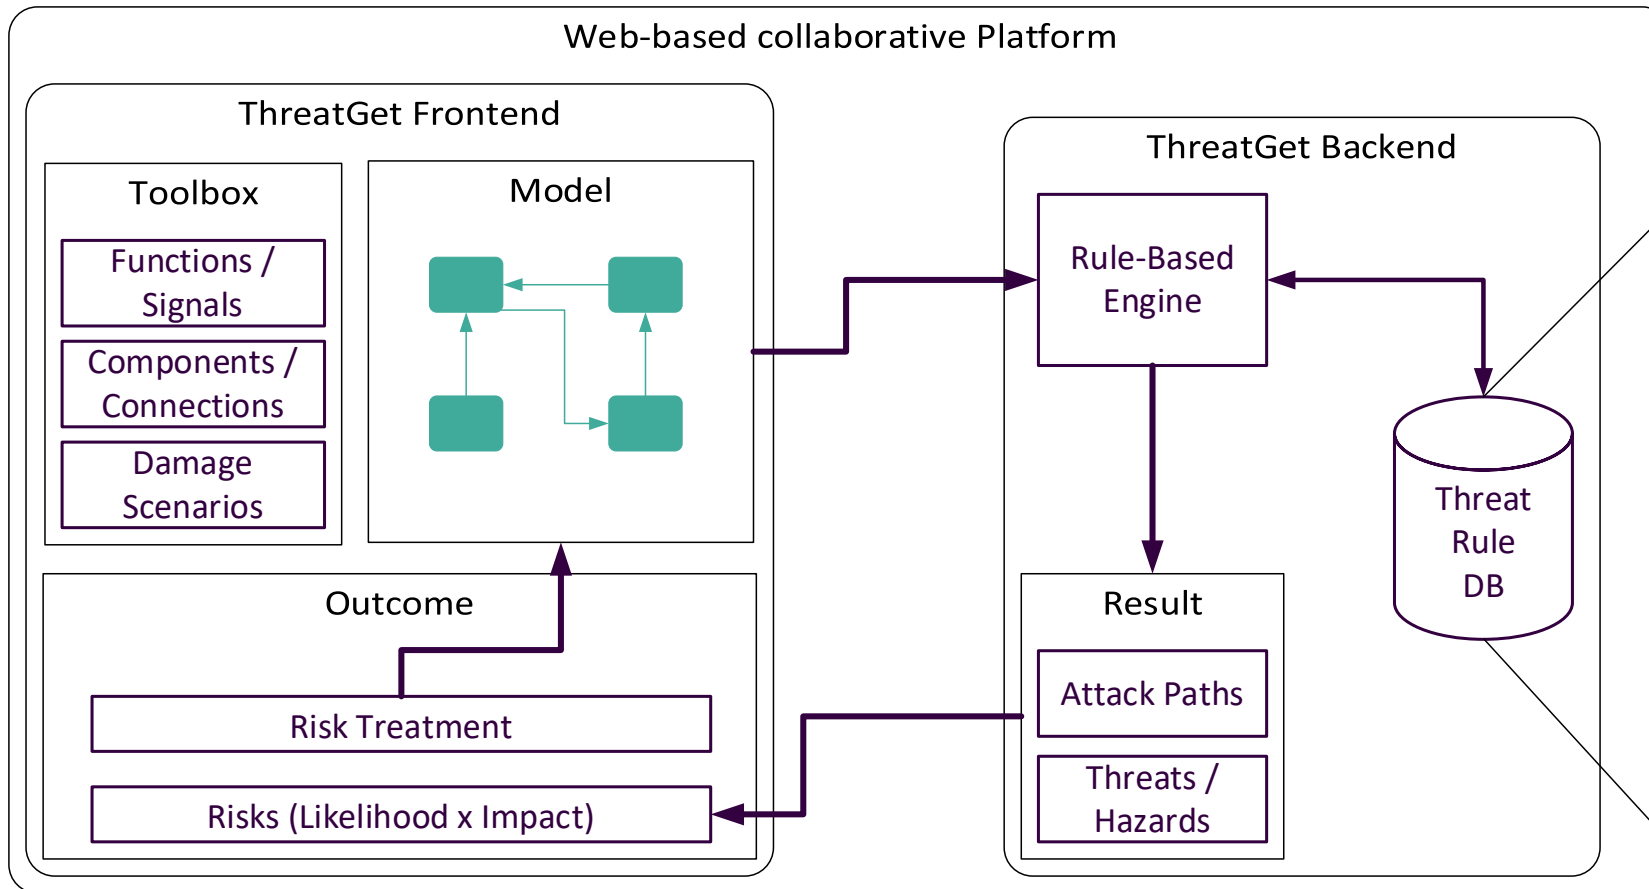 Web-based collaborative Platform
ThreatGet Frontend
Toolbox
Functions /
Signals
Components /
Connections
Damage
Scenarios
Model
Outcome
Risk Treatment
Risks (Likelihood x Impact)
ThreatGet Backend
Rule-Based
Engine
Threat
Rule
DB
Result
Attack Paths
Threats /
Hazards